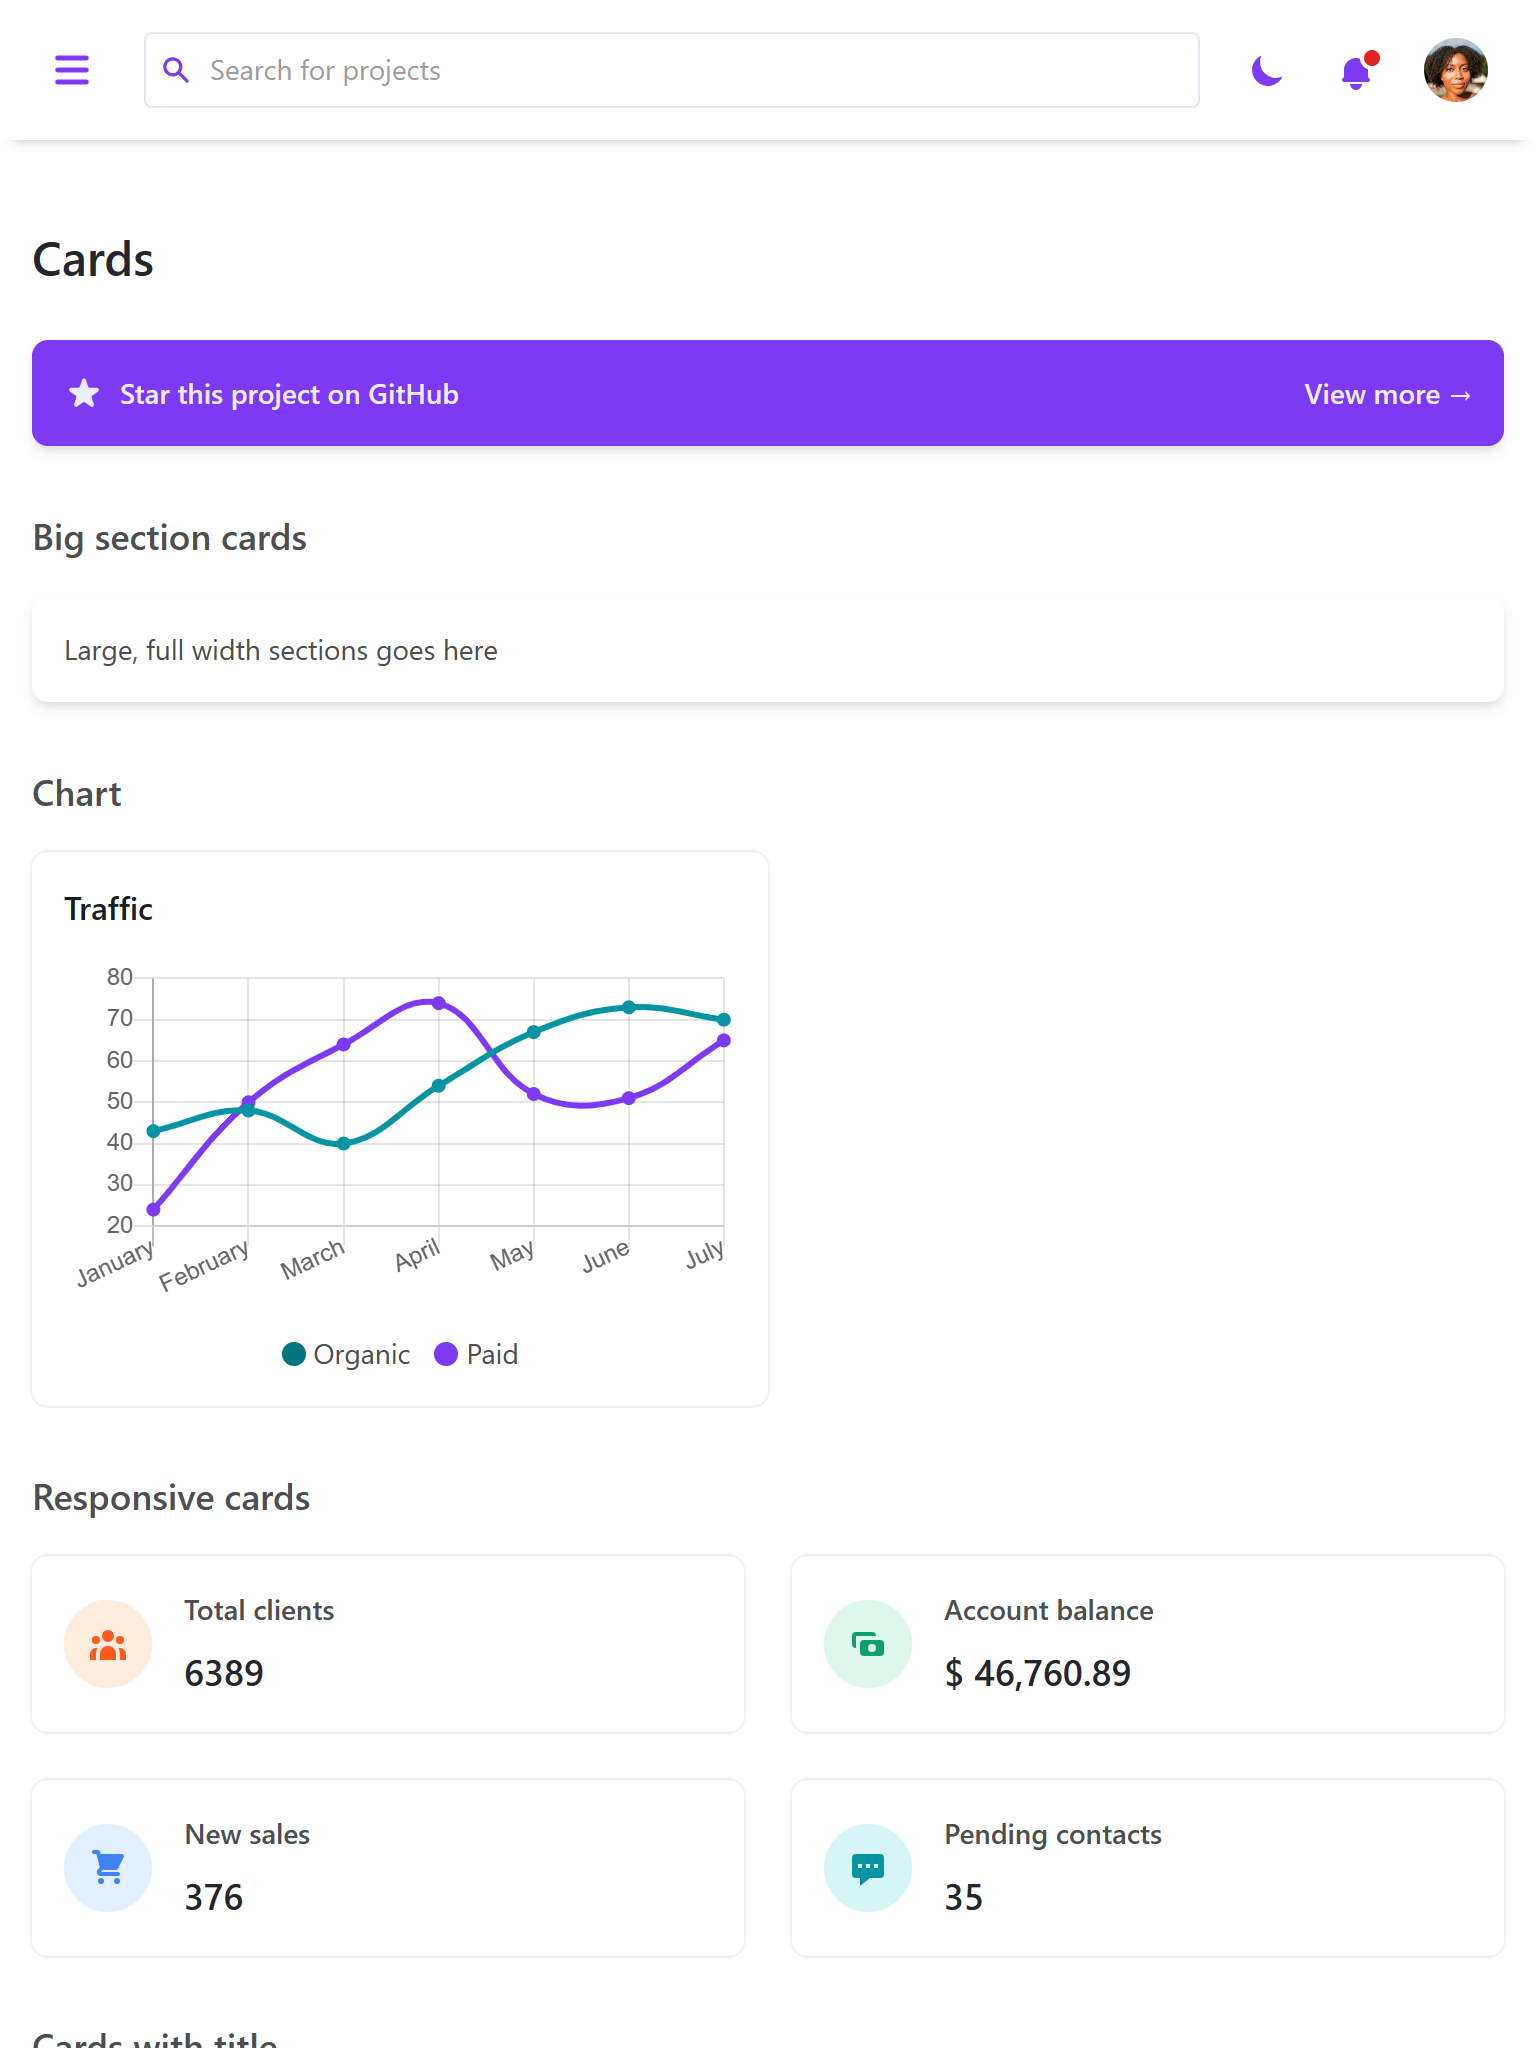 Search for projects
Cards
Star this project on GitHub
View more →
Big section cards
Large, full width sections goes here
Chart
Traffic
80
70
60
50
40
30
20
January
February
March
April
May
June
July
Organic
Paid
Responsive cards
Total clients
6389
Account balance
$ 46,760.89
New sales
376
Pending contacts
35
Cards with title